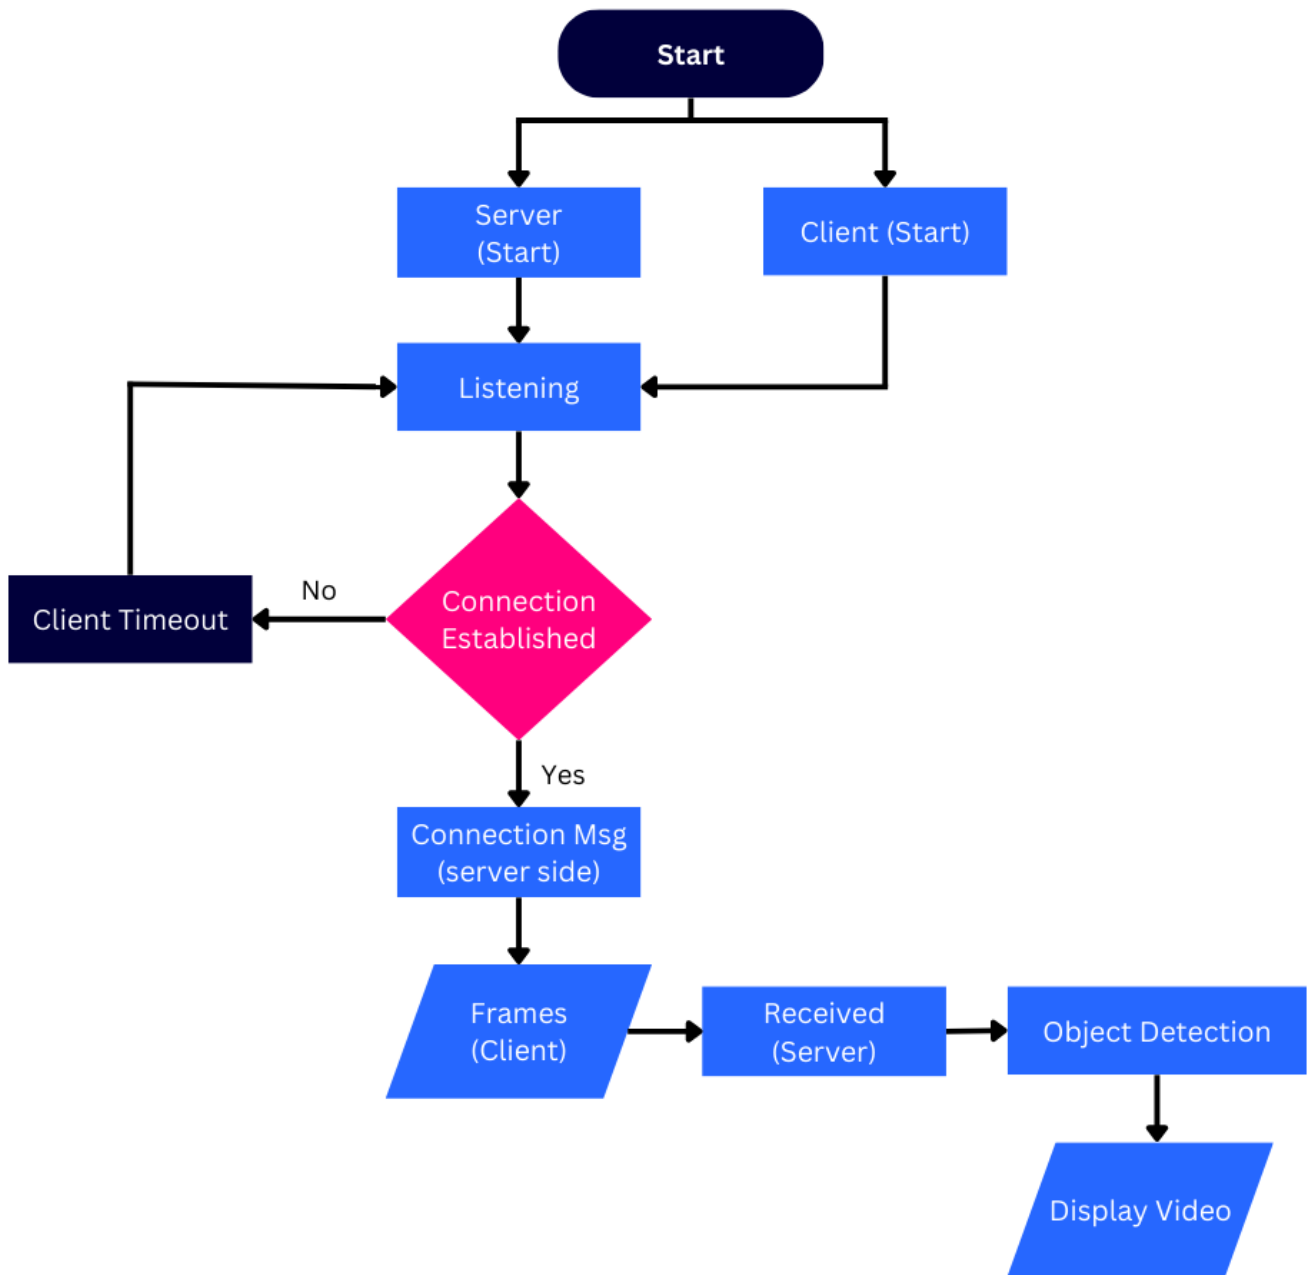 Start
Server
(Start)
Client (Start)
Listening
No
Client Timeout
Connection
Established
Yes
Connection Msg
(server side)
Frames
(Client)
Received
(Server)
Object Detection
Display Video